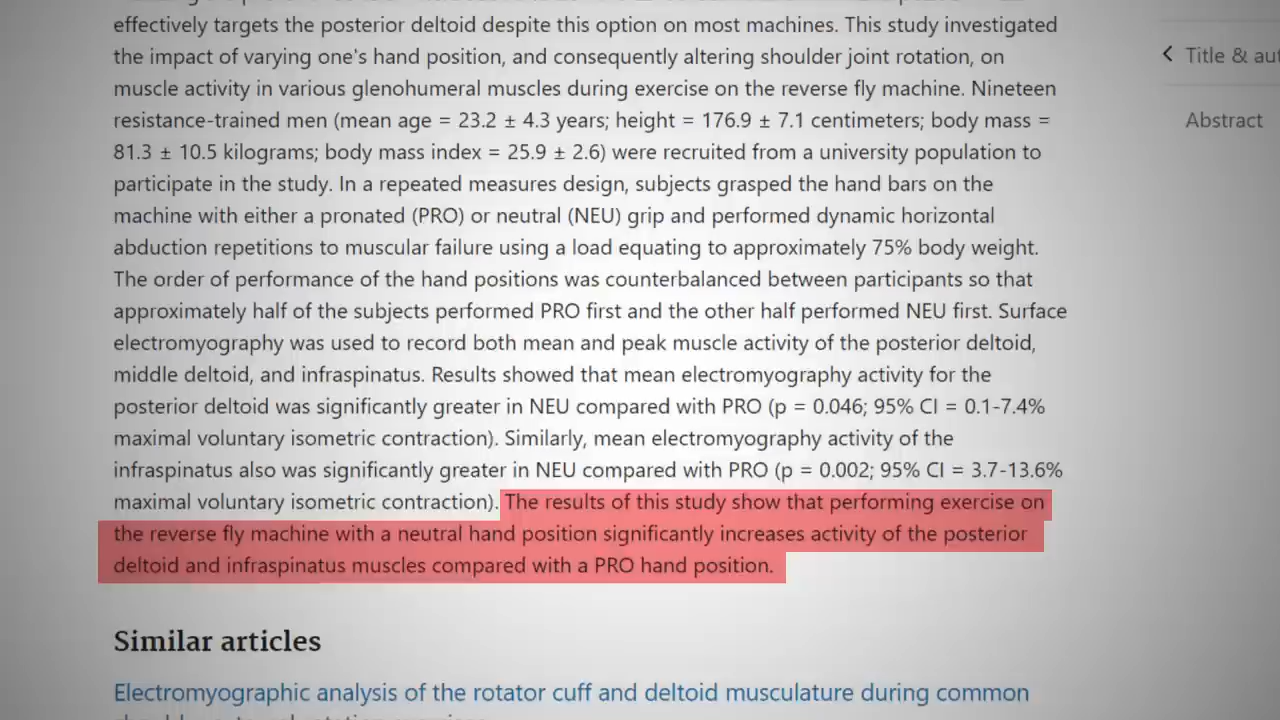 effectively targets the posterior deltoid despite this option on most machines. This study investigated
the impact of varying one's hand position, and consequently altering shoulder joint rotation, on
muscle activity in various glenohumeral muscles during exercise on the reverse fly machine. Nineteen
resistance-trained men (mean age = 23.2 ± 4.3 years; height = 176.9 ± 7.1 centimeters; body mass =
81.3 ± 10.5 kilograms; body mass index = 25.9 ± 2.6) were recruited from a university population to
participate in the study. In a repeated measures design, subjects grasped the hand bars on the
machine with either a pronated (PRO) or neutral (NEU) grip and performed dynamic horizontal
abduction repetitions to muscular failure using a load equating to approximately 75% body weight.
The order of performance of the hand positions was counterbalanced between participants so that
approximately half of the subjects performed PRO first and the other half performed NEU first. Surface
electromyography was used to record both mean and peak muscle activity of the posterior deltoid,
middle deltoid, and infraspinatus. Results showed that mean electromyography activity for the
posterior deltoid was significantly greater in NEU compared with PRO (p = 0.046; 95% CI = 0.1-7.4%
maximal voluntary isometric contraction). Similarly, mean electromyography activity of the
infraspinatus also was significantly greater in NEU compared with PRO (p = 0.002; 95% CI = 3.7-13.6%
maximal voluntary isometric contraction). The results of this study show that performing exercise on
the reverse fly machine with a neutral hand position significantly increases activity of the posterior
deltoid and infraspinatus muscles compared with a PRO hand position.
Similar articles
Electromyographic analysis of the rotator cuff and deltoid musculature during common
Title & au
Abstract